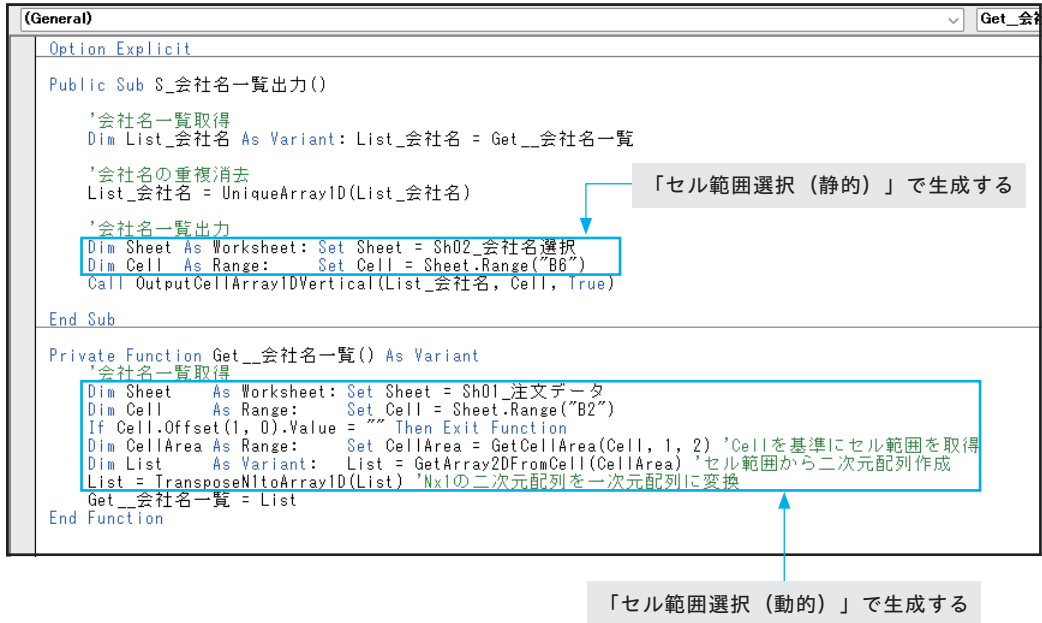 (General)
Get_会社
Option Explicit
Public Sub S_会社名一覧出力()
'会社名一覧取得
Dim List_会社名 As Variant: List_会社名 = Get__会社名一覧
'会社名の重複消去
List_会社名 = UniqueArray1D(List_会社名)
「セル範囲選択（静的）」で生成する
'会社名一覧出力
Dim Sheet As Worksheet: Set Sheet = Sh02_会社名選択
Dim Cell  As Range:     Set Cell = Sheet.Range("B6")
Call OutputCellArray1DVertical(List_会社名, Cell, True)
End Sub
Private Function Get__会社名一覧() As Variant
'会社名一覧取得
Dim Sheet    As Worksheet: Set Sheet = Sh01_注文データ
Dim Cell     As Range:     Set Cell = Sheet.Range("B2")
If Cell.Offset(1, 0).Value = "" Then Exit Function
Dim CellArea As Range:     Set CellArea = GetCellArea(Cell, 1, 2) 'Cellを基準にセル範囲を取得
Dim List     As Variant:   List = GetArray2DFromCell(CellArea) 'セル範囲から二次元配列作成
List = TransposeN1toArray1D(List) 'Nx1の二次元配列を一次元配列に変換
Get__会社名一覧 = List
End Function
「セル範囲選択（動的）」で生成する